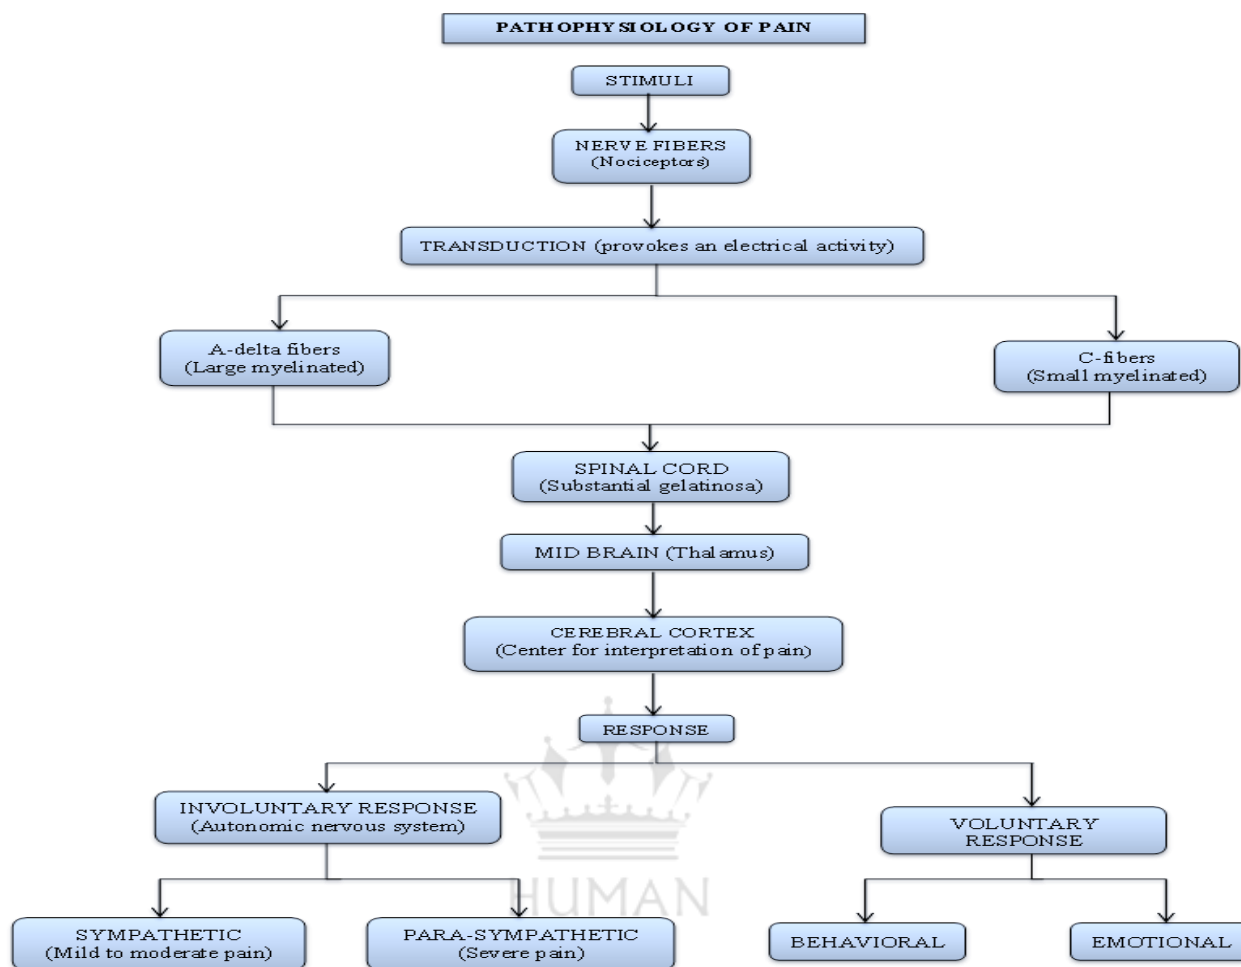 PATHOPHYSIOLOGY OF PAIN
STIMULI
NERVE FIBERS
(Nociceptors)
TRANSDUCTION (provokes an electrical activity)
A-delta fibers
(Large myelinated)
C-fibers
(Small myelinated)
SPINAL CORD
(Substantial gelatinosa)
MID BRAIN (Thalamus)
CEREBRAL CORTEX
(Center for interpretation of pain)
RESPONSE
INVOLUNTARY RESPONSE
(Autonomic nervous system)
VOLUNTARY
RESPONSE
HUMAN
SYMPATHETIC
(Mild to moderate pain)
PARA-SYMPATHETIC
(Severe pain)
BEHAVIORAL
EMOTIONAL